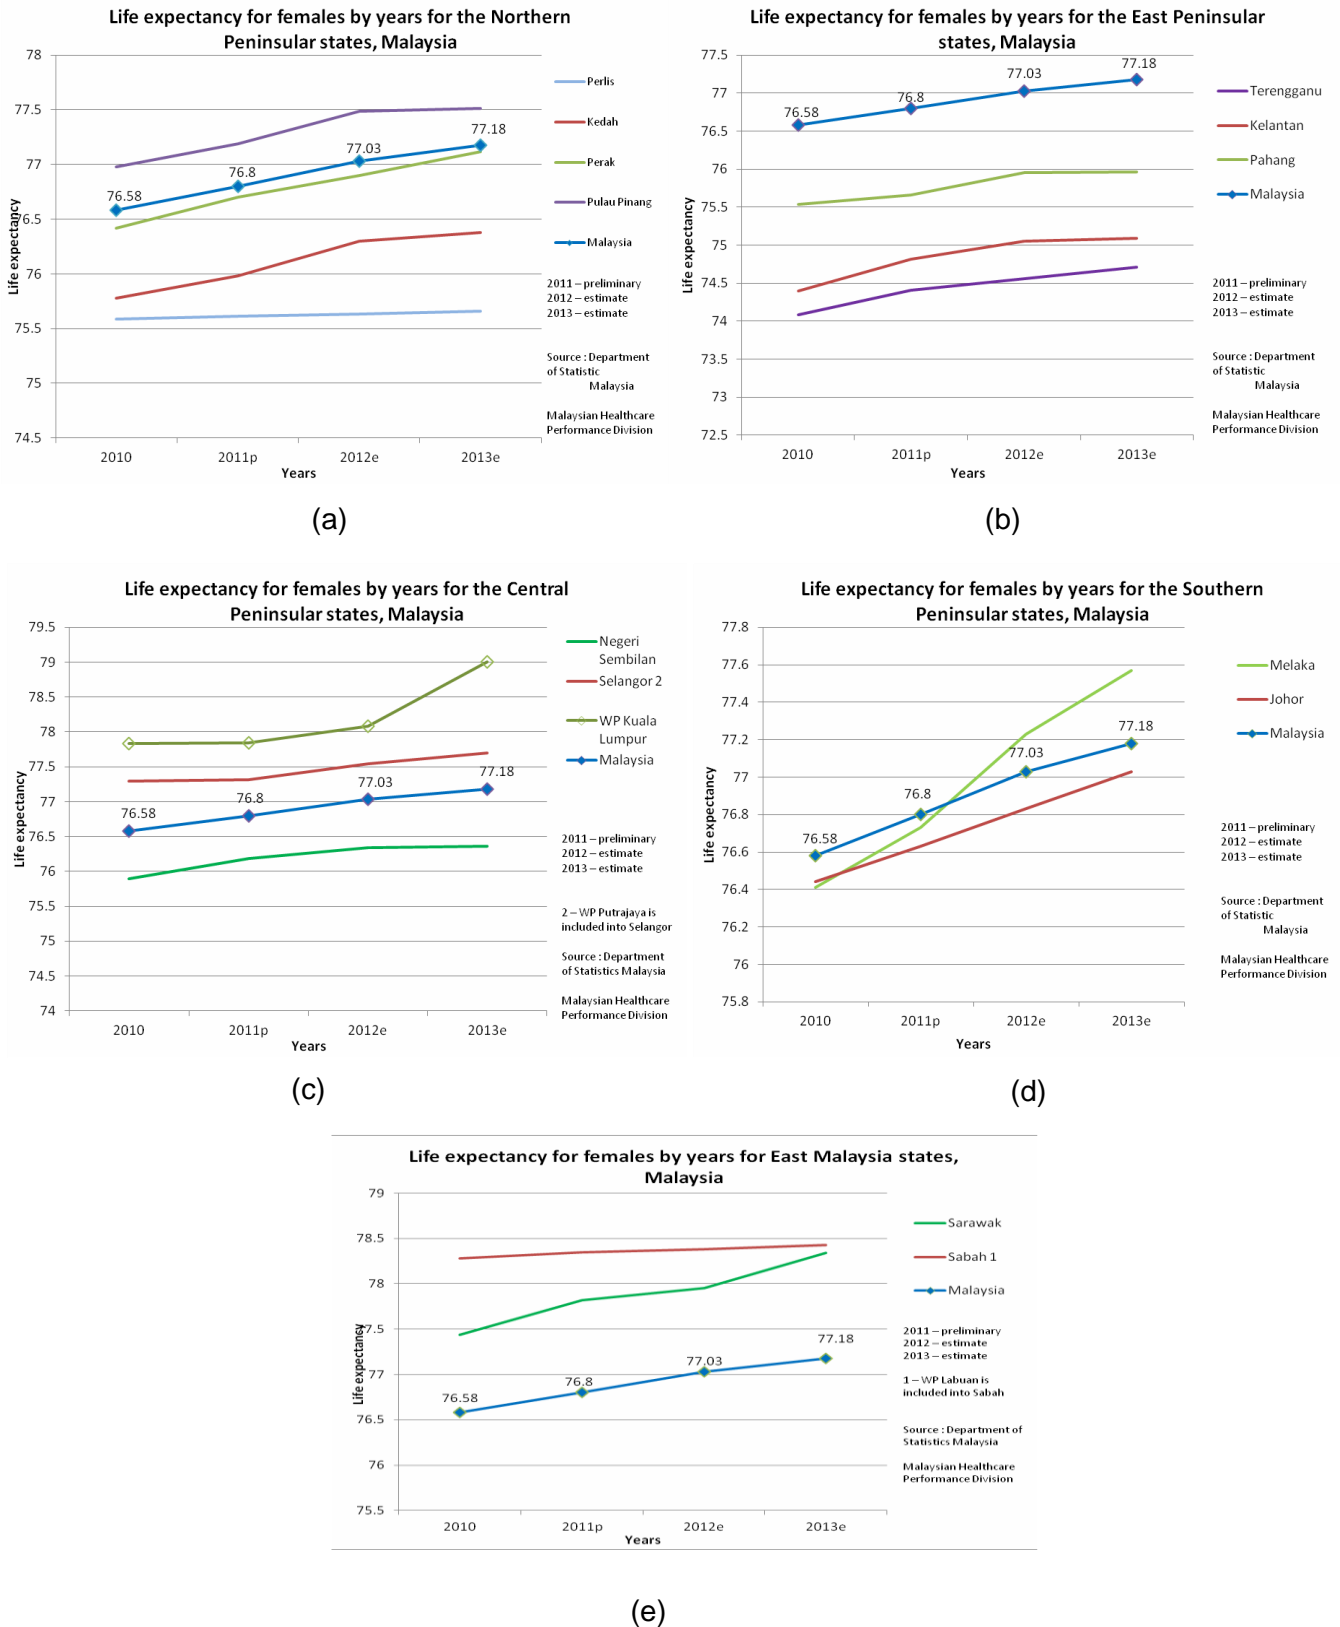 Life expectancy for females by years for the Northern
Peninsular states, Malaysia
78
77.5
77
76.5
76
75.5
75
74.5
Life expectancy
76.58
76.8
77.03
77.18
2010
2011p
2012e
2013e
Years
Perlis
Kedah
Perak
Pulau Pinang
Malaysia
2011 – preliminary
2012 – estimate
2013 – estimate
Source : Department
of Statistic
Malaysia
Malaysian Healthcare
Performance Division
(a)
Life expectancy for females by years for the East Peninsular
states, Malaysia
77.5
77
76.5
76
75.5
75
74.5
74
73.5
73
72.5
Life expectancy
76.58
76.8
77.03
77.18
2010
2011p
2012e
2013e
Years
Terengganu
Kelantan
Pahang
Malaysia
2011 – preliminary
2012 – estimate
2013 – estimate
Source : Department
of Statistic
Malaysia
Malaysian Healthcare
Performance Division
(b)
Life expectancy for females by years for the Central
Peninsular states, Malaysia
79.5
79
78.5
78
77.5
77
76.5
76
75.5
75
74.5
74
Life expectancy
76.58
76.8
77.03
77.18
2010
2011p
2012e
2013e
Years
Negeri
Sembilan
Selangor 2
WP Kuala
Lumpur
Malaysia
2011 – preliminary
2012 – estimate
2013 – estimate
2 – WP Putrajaya is
included into Selangor
Source : Department
of Statistics Malaysia
Malaysian Healthcare
Performance Division
(c)
Life expectancy for females by years for the Southern
Peninsular states, Malaysia
77.8
77.6
77.4
77.2
77
76.8
76.6
76.4
76.2
76
75.8
Life expectancy
76.58
76.8
77.03
77.18
2010
2011p
2012e
2013e
Years
Melaka
Johor
Malaysia
2011 – preliminary
2012 – estimate
2013 – estimate
Source : Department
of Statistic
Malaysia
Malaysian Healthcare
Performance Division
(d)
Life expectancy for females by years for East Malaysia states,
Malaysia
79
78.5
78
77.5
77
76.5
76
75.5
Life expectancy
76.58
76.8
77.03
77.18
2010
2011p
2012e
2013e
Years
Sarawak
Sabah 1
Malaysia
2011 – preliminary
2012 – estimate
2013 – estimate
1 – WP Labuan is
included into Sabah
Source : Department of
Statistics Malaysia
Malaysian Healthcare
Performance Division
(e)